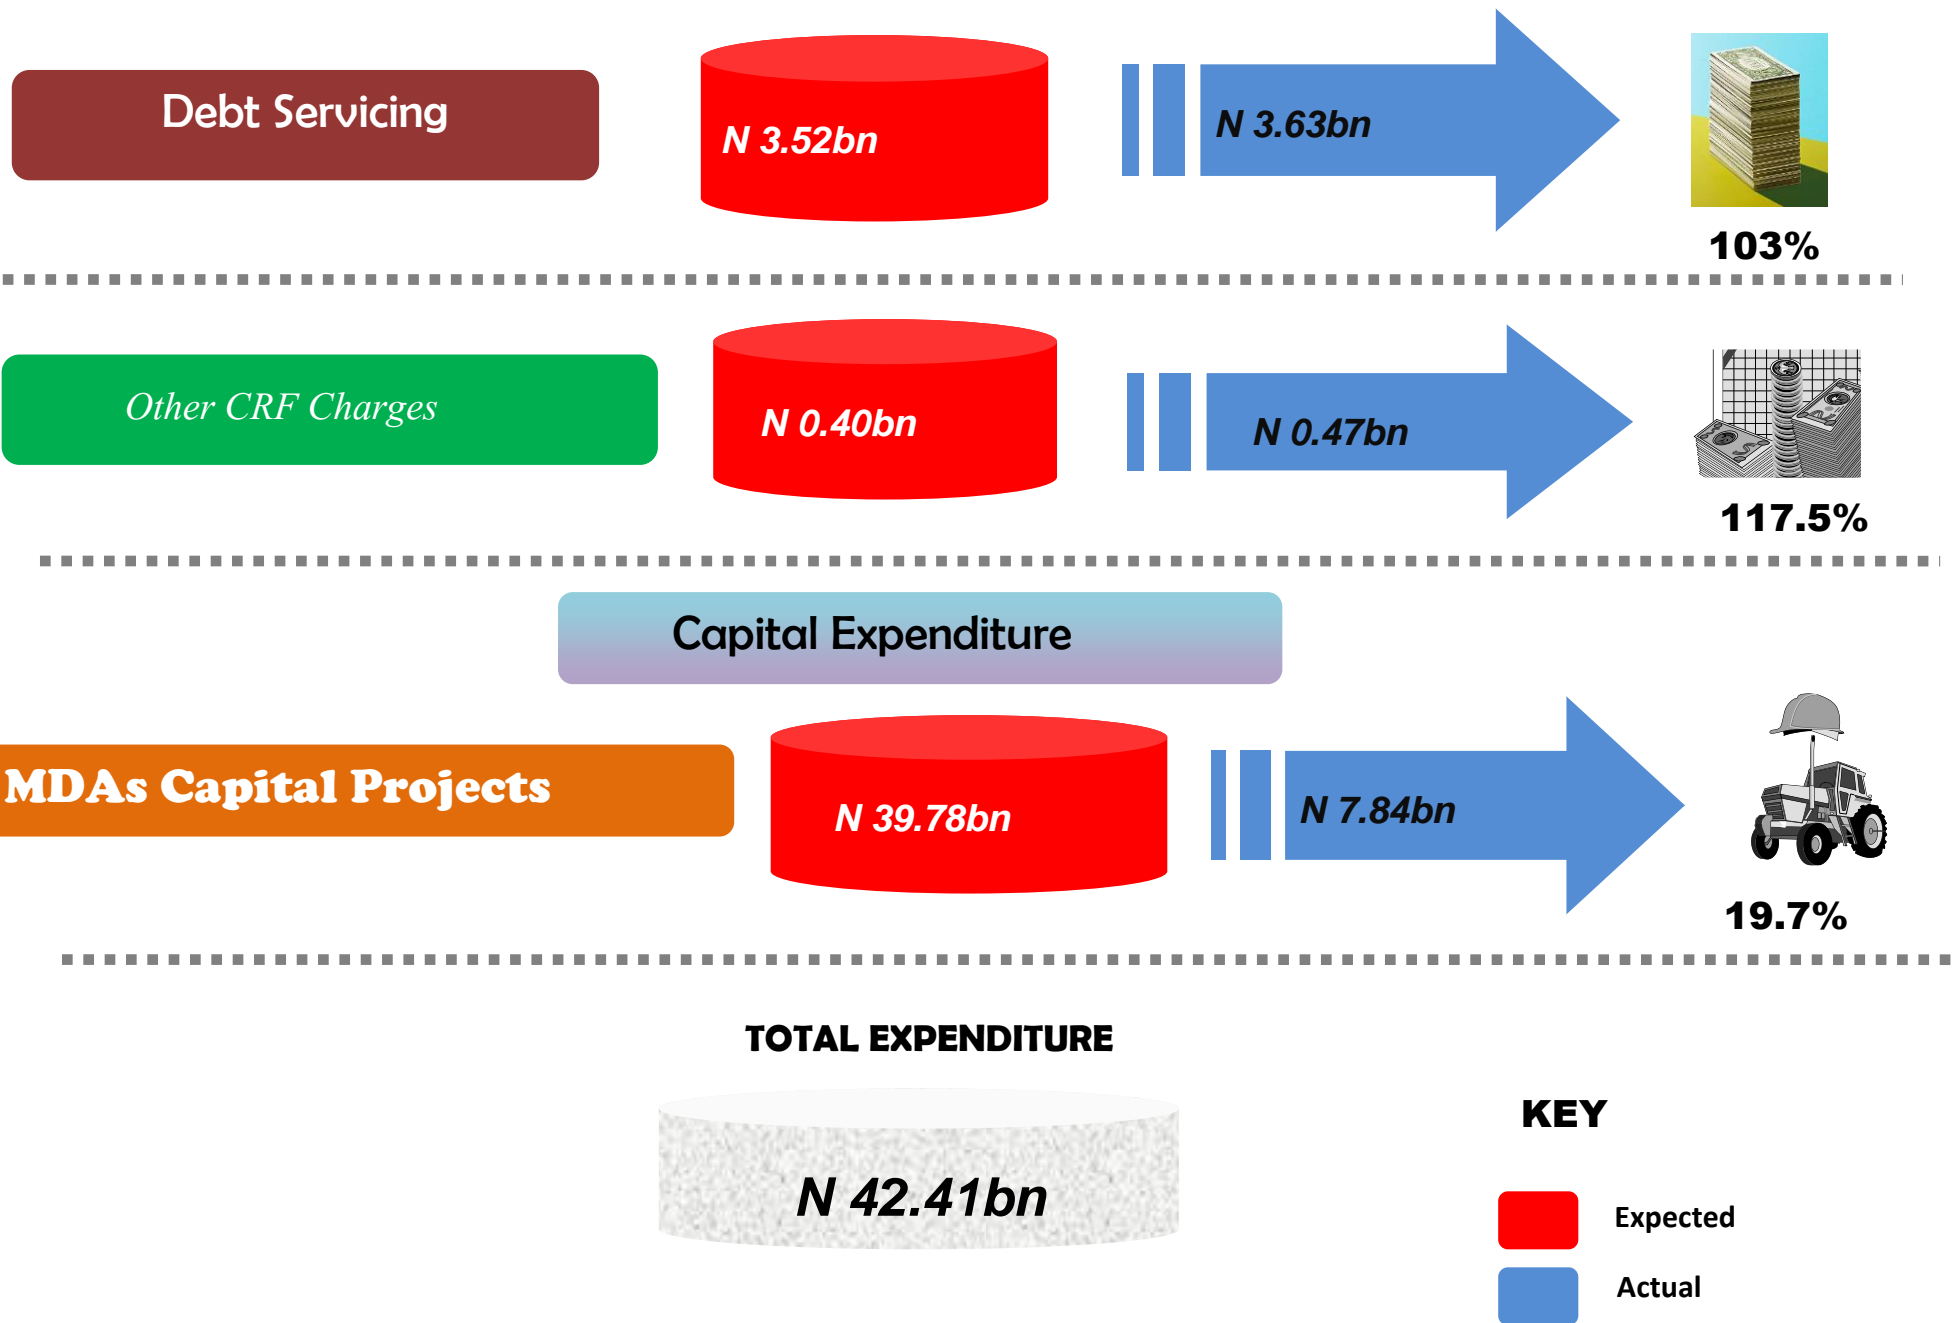 Debt Servicing
N 3.52bn
N 3.63bn
103%
Other CRF Charges
N 0.40bn
N 0.47bn
117.5%
Capital Expenditure
MDAs Capital Projects
N 39.78bn
N 7.84bn
19.7%
TOTAL EXPENDITURE
N 42.41bn
KEY
Expected
Actual